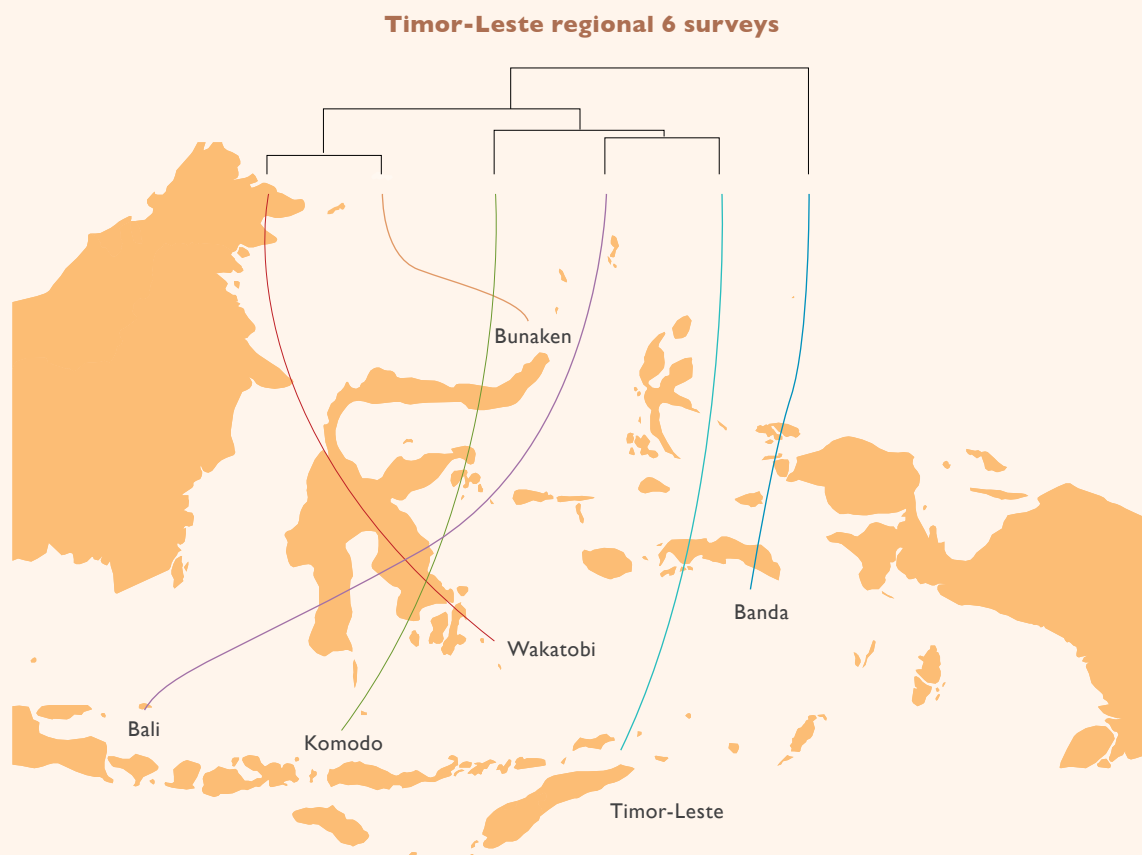 Timor-Leste regional 6 surveys
Bunaken
Banda
Wakatobi
Bali
Komodo
Timor-Leste